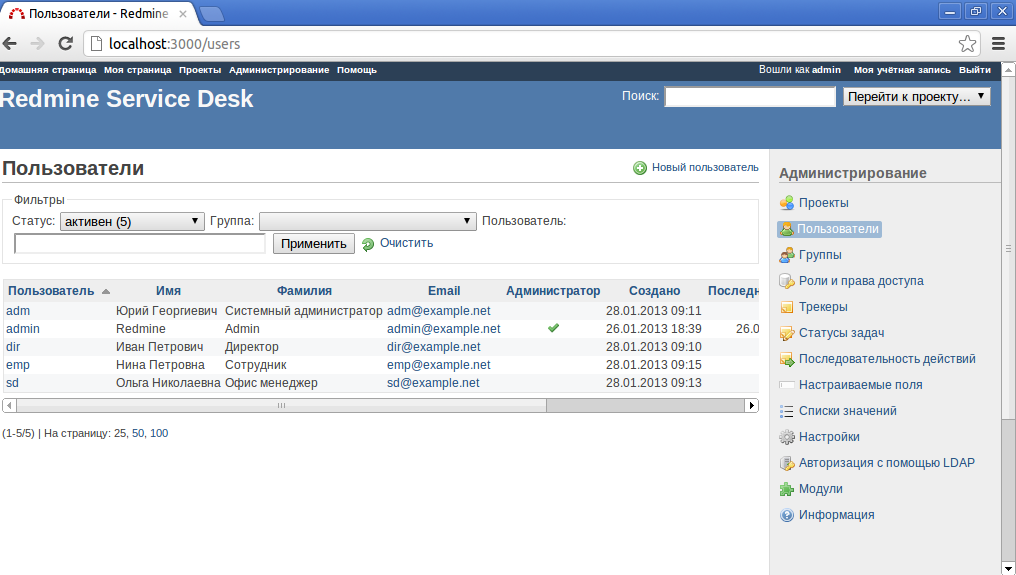 Пользователи - Redmine
localhost:3000/users
Домашняя страница Моя страница Проекты Администрирование Помощь Вошли как admin Моя учётная запись Выйти
Redmine Service Desk Поиск: Перейти к проекту...
Пользователи Новый пользователь
Фильтры
Статус: активен (5) Группа: Пользователь:
Применить Очистить
Пользователь Имя Фамилия Email Администратор Создано Последн
adm Юрий Георгиевич Системный администратор adm@example.net 28.01.2013 09:11
admin Redmine Admin admin@example.net 26.01.2013 18:39 26.0
dir Иван Петрович Директор dir@example.net 28.01.2013 09:10
emp Нина Петровна Сотрудник emp@example.net 28.01.2013 09:15
sd Ольга Николаевна Офис менеджер sd@example.net 28.01.2013 09:13
(1-5/5) | На страницу: 25, 50, 100
Администрирование
Проекты
Пользователи
Группы
Роли и права доступа
Трекеры
Статусы задач
Последовательность действий
Настраиваемые поля
Списки значений
Настройки
Авторизация с помощью LDAP
Модули
Информация